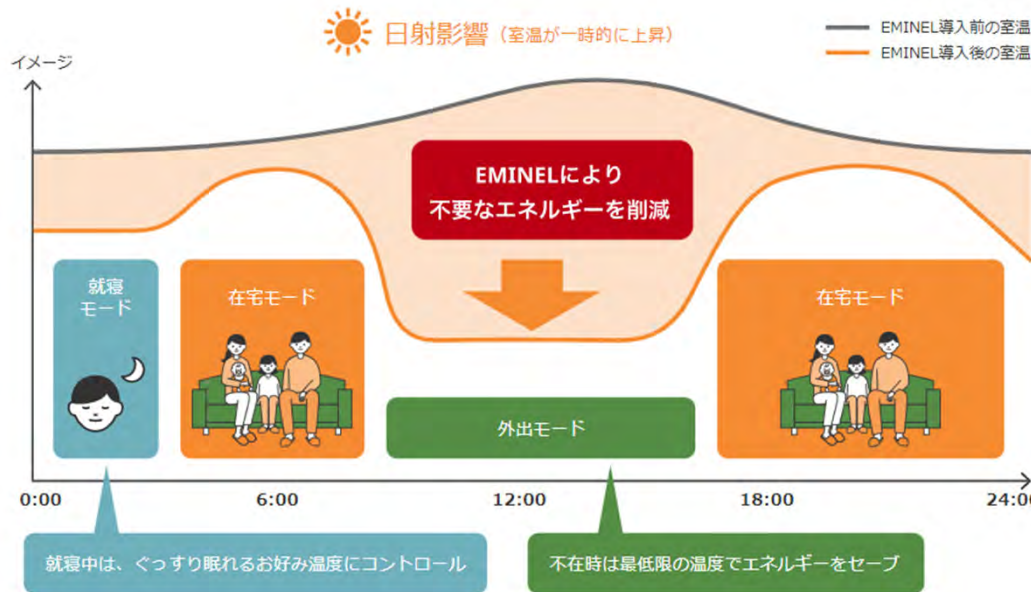 日射影響（室温が一時的に上昇）
EMINEL導入前の室温
EMINEL導入後の室温
イメージ
EMINELにより
不要なエネルギーを削減
就寝
モード
在宅モード
在宅モード
外出モード
0:00
6:00
12:00
18:00
24:00
就寝中は、ぐっすり眠れるお好み温度にコントロール
不在時は最低限の温度でエネルギーをセーブ